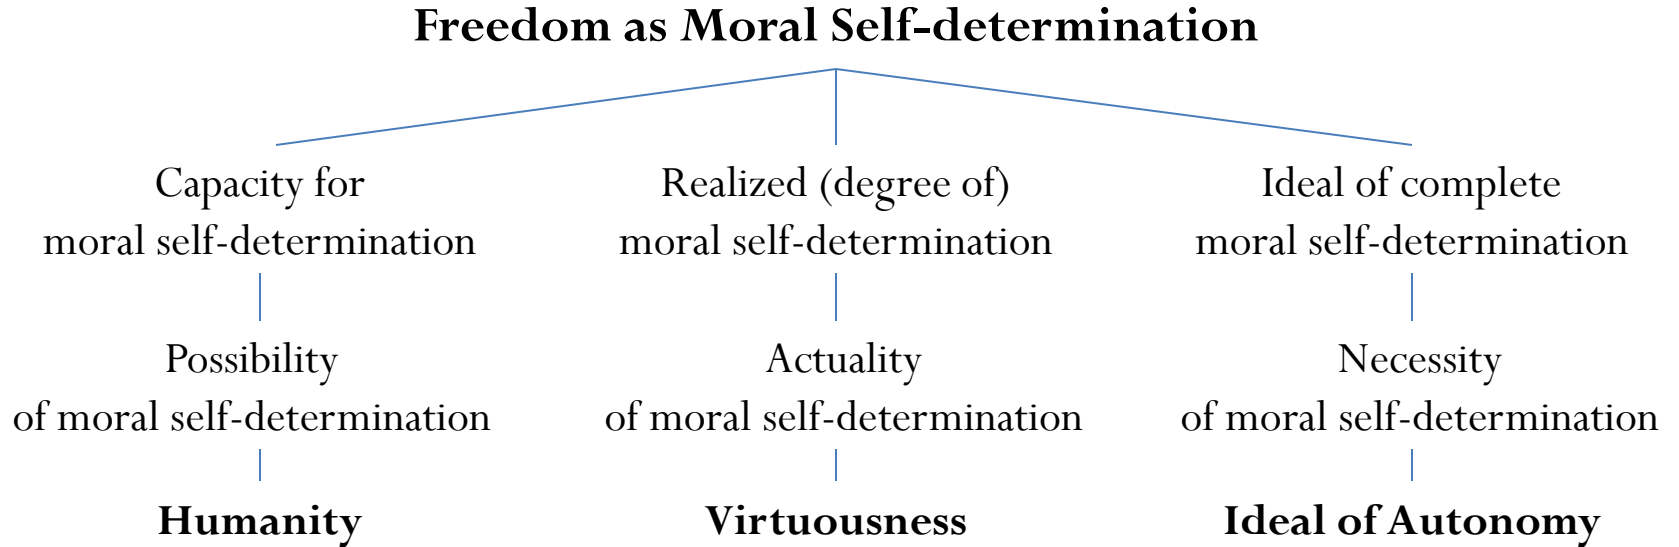 Freedom as Moral Self-determination
Capacity for
moral self-determination
Realized (degree of)
moral self-determination
Ideal of complete
moral self-determination
Possibility
of moral self-determination
Actuality
of moral self-determination
Necessity
of moral self-determination
Humanity
Virtuousness
Ideal of Autonomy